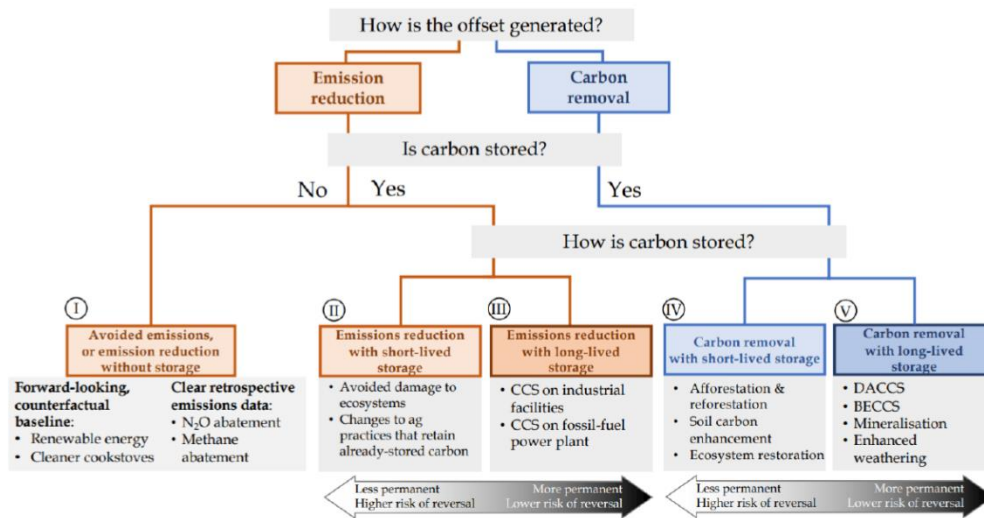 How is the offset generated?
Emission
reduction
Carbon
removal
Is carbon stored?
No
Yes
Yes
How is carbon stored?
I
Avoided emissions,
or emission reduction
without storage
Forward-looking,
counterfactual
baseline:
• Renewable energy
• Cleaner cookstoves
Clear retrospective
emissions data:
• N₂O abatement
• Methane
abatement
II
Emissions reduction
with short-lived
storage
• Avoided damage to
ecosystems
• Changes to ag
practices that retain
already-stored carbon
III
Emissions reduction
with long-lived
storage
• CCS on industrial
facilities
• CCS on fossil-fuel
power plant
Less permanent
Higher risk of reversal
More permanent
Lower risk of reversal
IV
Carbon removal
with short-lived storage
• Afforestation &
reforestation
• Soil carbon
enhancement
• Ecosystem restoration
V
Carbon removal
with long-lived
storage
• DACCS
• BECCS
• Mineralisation
• Enhanced
weathering
Less permanent
Higher risk of reversal
More permanent
Lower risk of reversal